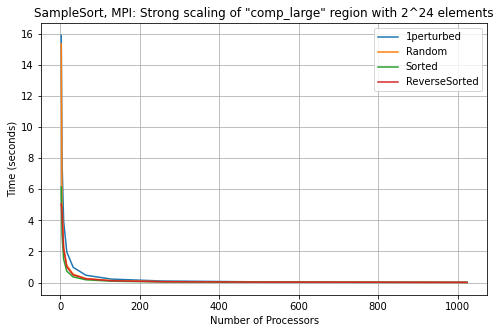 SampleSort, MPI: Strong scaling of "comp_large" region with 2^24 elements
1perturbed
Random
Sorted
ReverseSorted
Time (seconds)
16
14
12
10
8
6
4
2
0
0 200 400 600 800 1000
Number of Processors